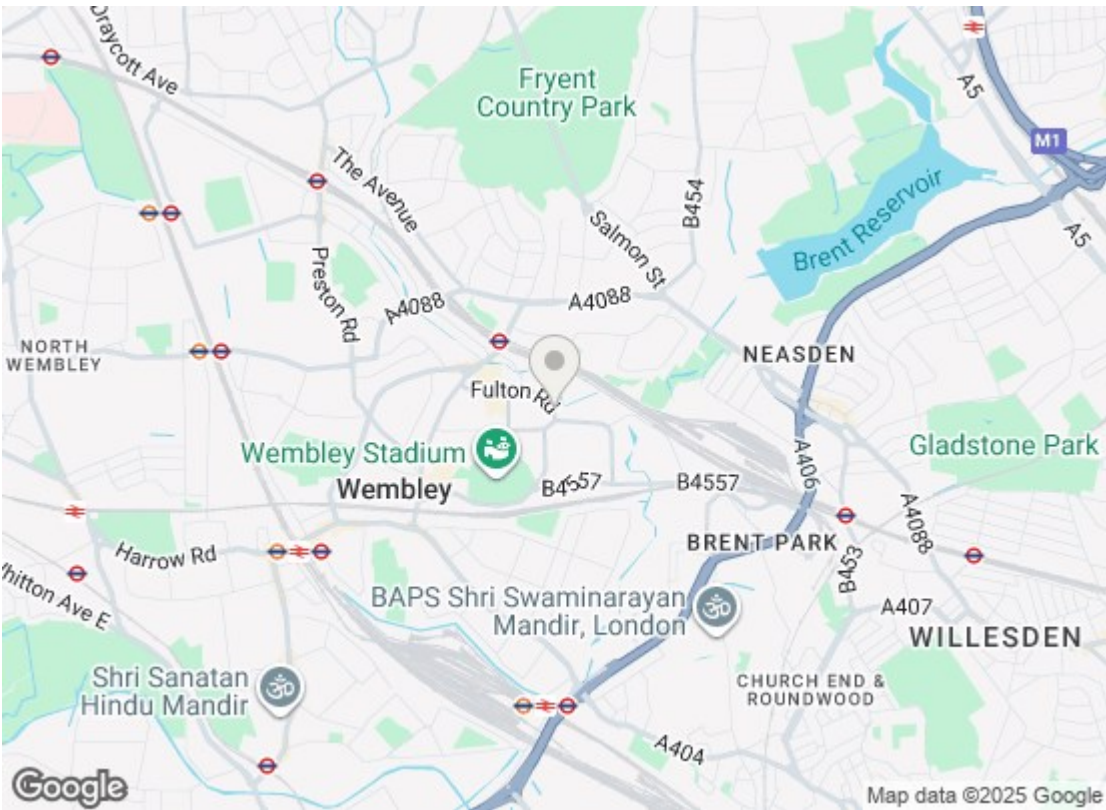 Draycott Ave
Fryent
Country Park
A5
M1
The Avenue
B454
Brent Reservoir
Salmon St
A5
Preston Rd
A4088
A4088
NORTH
WEMBLEY
NEASDEN
Fulton Rd
Wembley Stadium
Gladstone Park
A406
Wembley
B4557
B4557
A4088
Harrow Rd
BRENT PARK
B453
Whitton Ave E
BAPS Shri Swaminarayan
Mandir, London
A407
WILLESDEN
Shri Sanatan
Hindu Mandir
CHURCH END &
ROUNDWOOD
A404
Google
Map data ©2025 Google